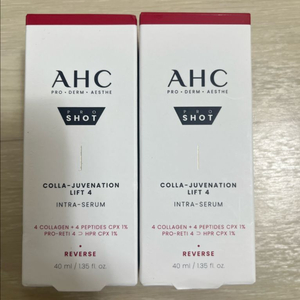 AHC
PRO • DERM • AESTHE
PRO
SHOT
COLLA-JUVENATION
LIFT 4
INTRA-SERUM
4 COLLAGEN + 4 PEPTIDES CPX 1%
PRO-RETI 4 ⊃ HPR CPX 1%
• REVERSE
40 ml / 1.35 fl. oz.
AHC
PRO • DERM • AESTHE
PRO
SHOT
COLLA-JUVENATION
LIFT 4
INTRA-SERUM
4 COLLAGEN + 4 PEPTIDES CPX 1%
PRO-RETI 4 ⊃ HPR CPX 1%
• REVERSE
40 ml / 1.35 fl. oz.